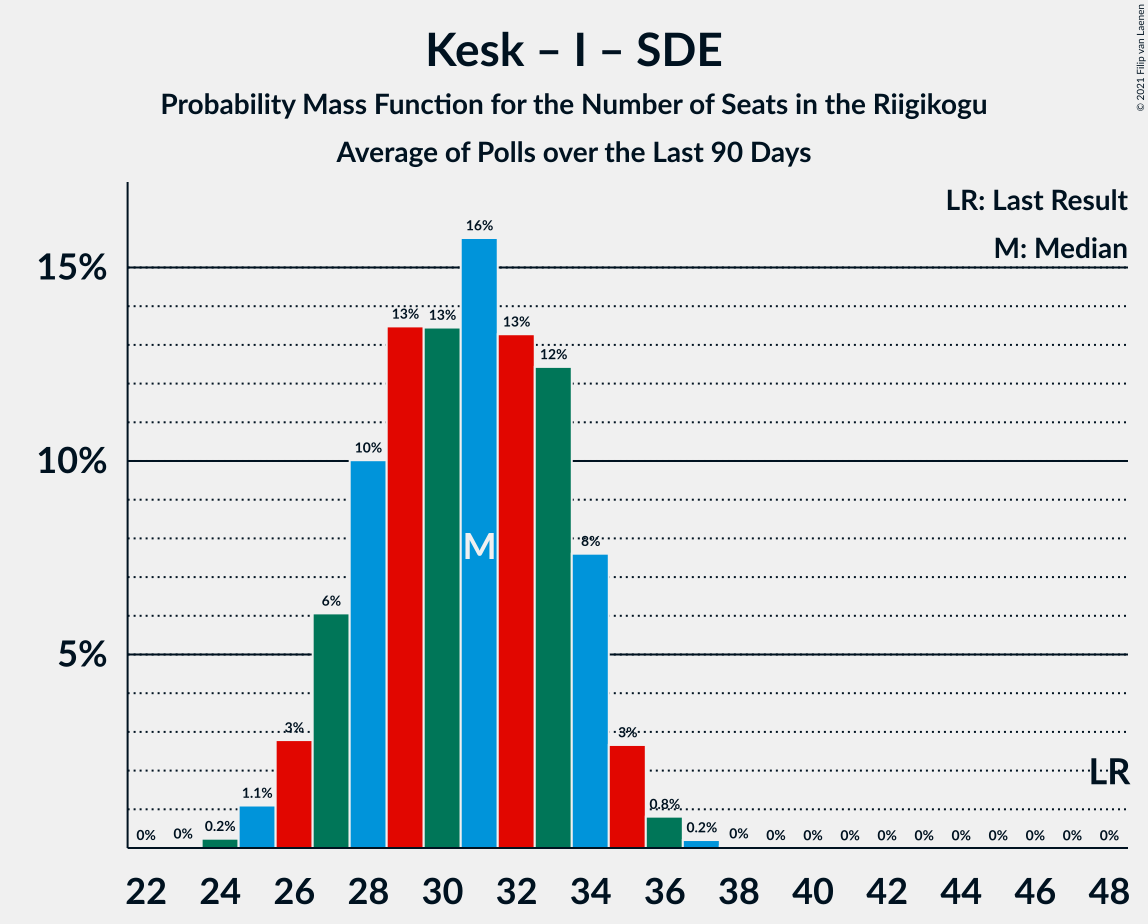 Kesk – I – SDE
Probability Mass Function for the Number of Seats in the Riigikogu
Average of Polls over the Last 90 Days
© 2021 Filip van Laenen
LR: Last Result
M: Median
15%
10%
5%
0% 0% 0.2% 1.1% 3% 6% 10% 13% 13% 16% 13% 12% 8% 3% 0.8% 0.2% 0% 0% 0% 0% 0% 0% 0% 0% 0% 0% 0%
M
LR
22 24 26 28 30 32 34 36 38 40 42 44 46 48